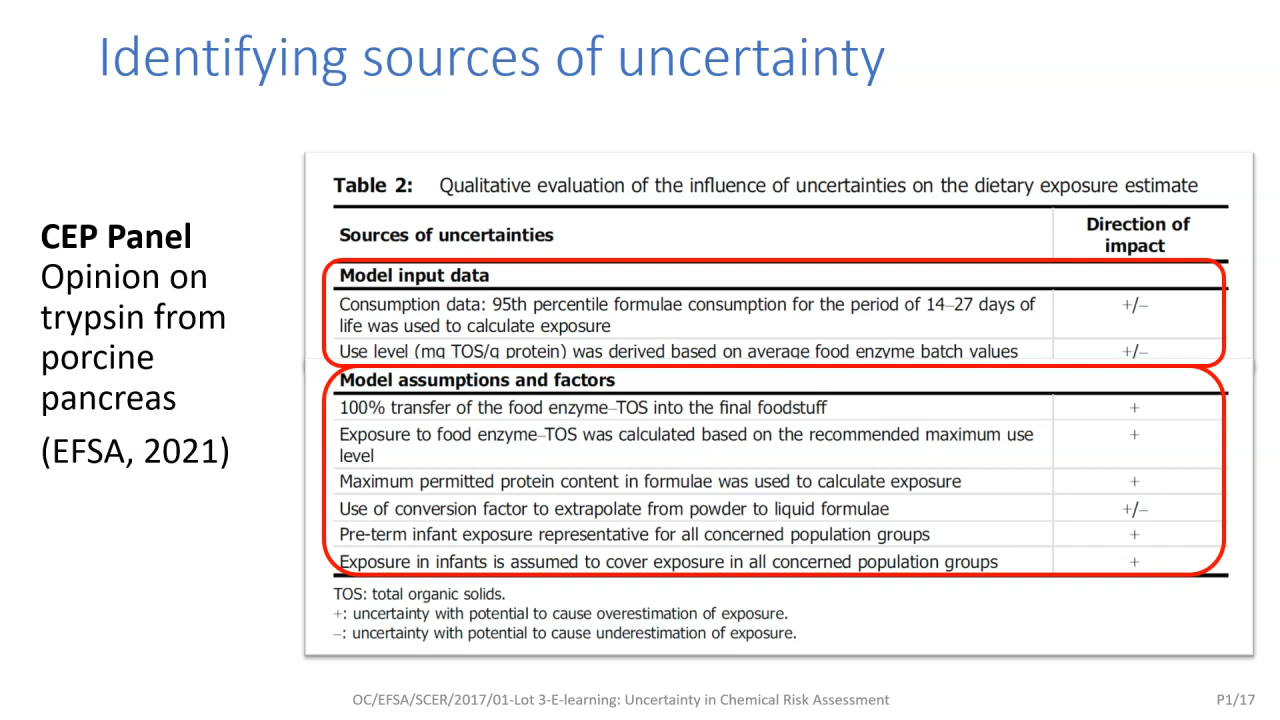 Identifying sources of uncertainty
CEP Panel
Opinion on
trypsin from
porcine
pancreas
(EFSA, 2021)
Table 2: Qualitative evaluation of the influence of uncertainties on the dietary exposure estimate
Sources of uncertainties
Direction of
impact
Model input data
Consumption data: 95th percentile formulae consumption for the period of 14–27 days of
life was used to calculate exposure
+/–
Use level (mg TOS/g protein) was derived based on average food enzyme batch values +/–
Model assumptions and factors
100% transfer of the food enzyme–TOS into the final foodstuff +
Exposure to food enzyme–TOS was calculated based on the recommended maximum use
level
+
Maximum permitted protein content in formulae was used to calculate exposure +
Use of conversion factor to extrapolate from powder to liquid formulae +/–
Pre-term infant exposure representative for all concerned population groups +
Exposure in infants is assumed to cover exposure in all concerned population groups +
TOS: total organic solids.
+: uncertainty with potential to cause overestimation of exposure.
–: uncertainty with potential to cause underestimation of exposure.
OC/EFSA/SCER/2017/01-Lot 3-E-learning: Uncertainty in Chemical Risk Assessment
P1/17